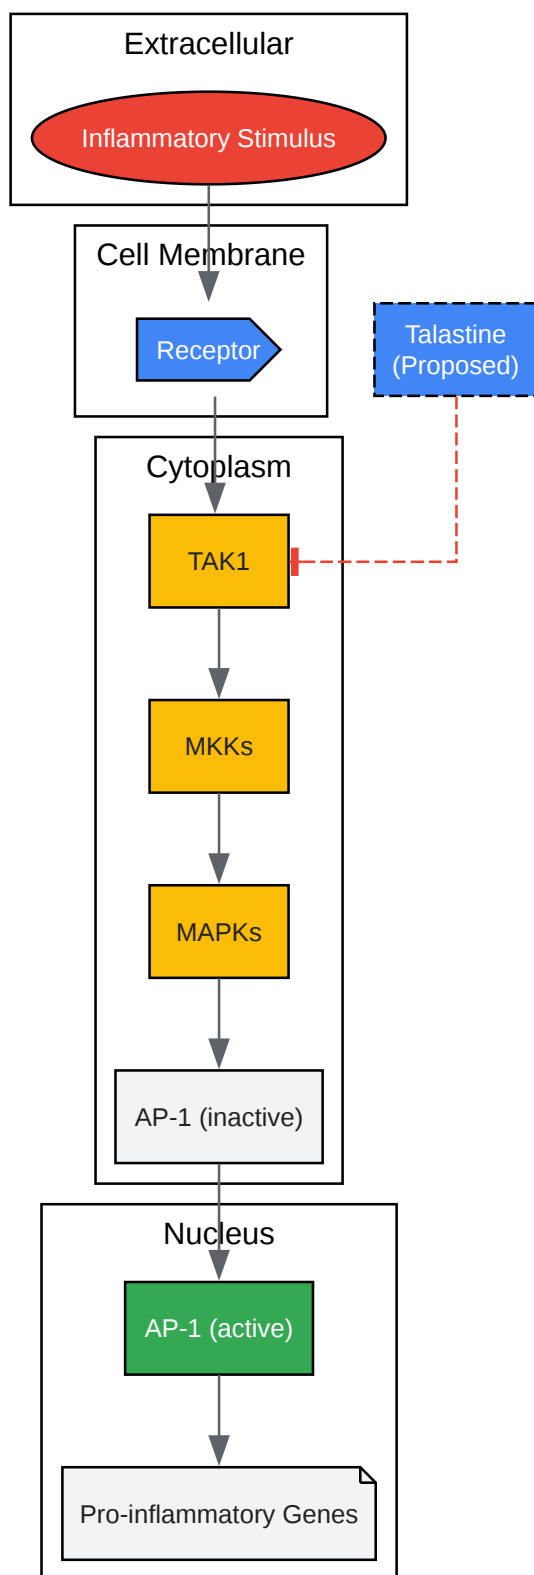 Extracellular
Inflammatory Stimulus
Cell Membrane
Receptor
Talastine
(Proposed)
Cytoplasm
TAK1
MKKs
MAPKs
AP-1 (inactive)
Nucleus
AP-1 (active)
Pro-inflammatory Genes